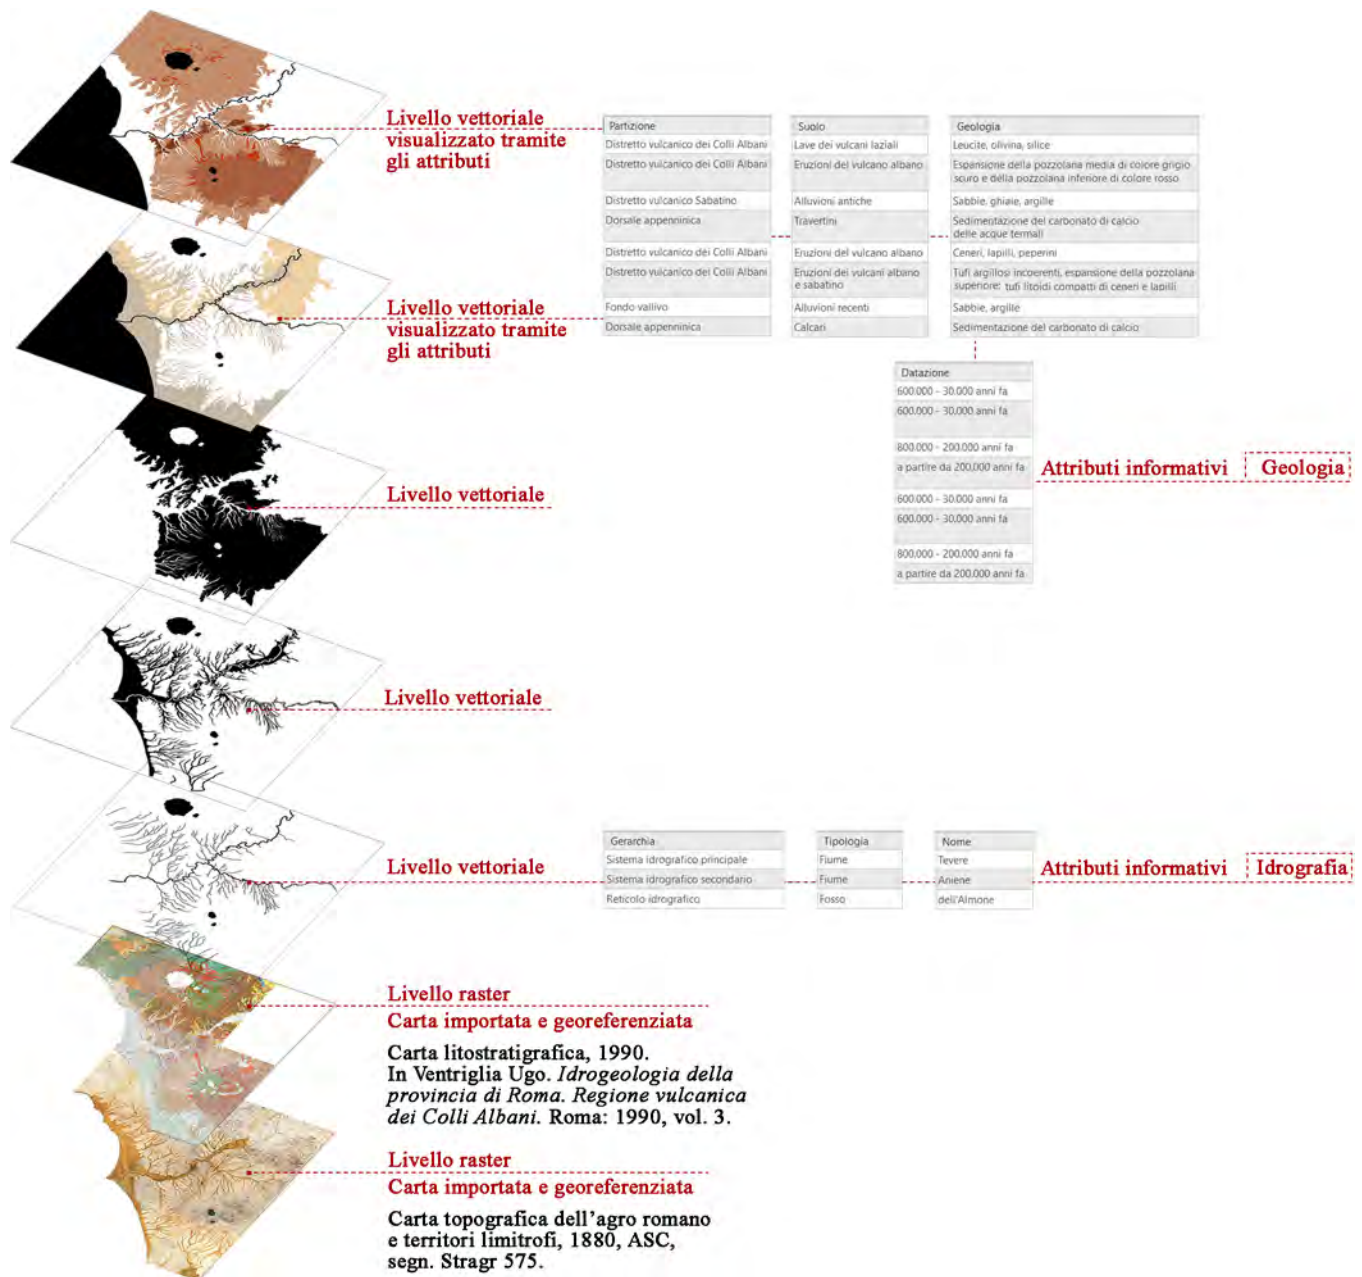 Livello vettoriale
visualizzato tramite
gli attributi
Partizione
Distretto vulcanico dei Colli Albani
Distretto vulcanico dei Colli Albani
Distretto vulcanico Sabatino
Dorsale appenninica
Distretto vulcanico dei Colli Albani
Distretto vulcanico dei Colli Albani
Fondo vallivo
Dorsale appenninica
Suolo
Lave dei vulcani laziali
Eruzioni del vulcano albano
Alluvioni antiche
Travertini
Eruzioni del vulcano albano
Eruzioni dei vulcani albano
e sabatino
Alluvioni recenti
Calcari
Geologia
Leucite, olivina, silice
Espansione della pozzolana media di colore grigio
scuro e della pozzolana inferiore di colore rosso
Sabbie, ghiaie, argille
Sedimentazione del carbonato di calcio
delle acque termali
Ceneri, lapilli, peperini
Tufi argillosi incoerenti, espansione della pozzolana
superiore; tufi litoidi compatti di ceneri e lapilli
Sabbie, argille
Sedimentazione del carbonato di calcio
Livello vettoriale
visualizzato tramite
gli attributi
Datazione
600.000 - 30.000 anni fa
600.000 - 30.000 anni fa
800.000 - 200.000 anni fa
a partire da 200.000 anni fa
600.000 - 30.000 anni fa
600.000 - 30.000 anni fa
800.000 - 200.000 anni fa
a partire da 200.000 anni fa
Attributi informativi
Geologia
Livello vettoriale
Livello vettoriale
Livello vettoriale
Gerarchia
Sistema idrografico principale
Sistema idrografico secondario
Reticolo idrografico
Tipologia
Fiume
Fiume
Fosso
Nome
Tevere
Aniene
dell'Almone
Attributi informativi
Idrografia
Livello raster
Carta importata e georeferenziata
Carta litostratigrafica, 1990.
In Ventriglia Ugo. Idrogeologia della
provincia di Roma. Regione vulcanica
dei Colli Albani. Roma: 1990, vol. 3.
Livello raster
Carta importata e georeferenziata
Carta topografica dell’agro romano
e territori limitrofi, 1880, ASC,
segn. Stragr 575.